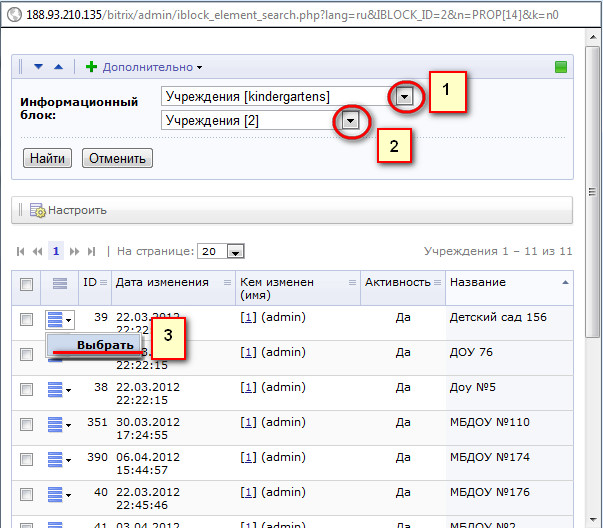 188.93.210.135/bitrix/admin/iblock_element_search.php?lang=ru&IBLOCK_ID=2&n=PROP[14]&k=n0
Дополнительно
1
Информационный блок:
Учреждения [kindergartens]
Учреждения [2]
2
Найти Отменить
Настроить
1 | На странице: 20 Учреждения 1 – 11 из 11
ID Дата изменения Кем изменен (имя) Активность Название
39 22.03.2012 [1] (admin) Да Детский сад 156
3
Выбрать
[1] (admin) Да ДОУ 76
22:22:15
38 22.03.2012 [1] (admin) Да Доу №5
22:22:15
351 30.03.2012 [1] (admin) Да МБДОУ №110
17:24:55
390 06.04.2012 [1] (admin) Да МБДОУ №174
15:44:57
40 22.03.2012 [1] (admin) Да МБДОУ №176
22:45:46
41 03.04.2012 [1] (admin) Да МБДОУ №2